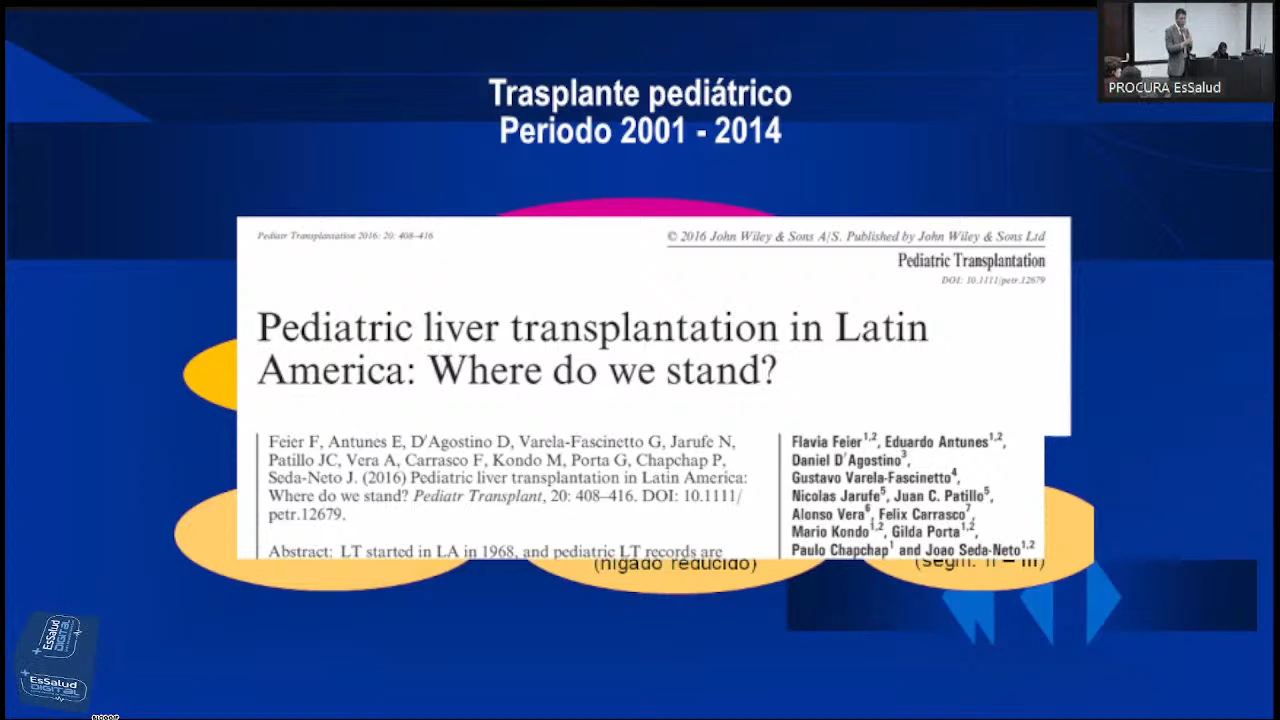 PROCURA EsSalud
Trasplante pediátrico
Periodo 2001 - 2014
Pediatr Transplantation 2016: 20: 408–416
© 2016 John Wiley & Sons A/S. Published by John Wiley & Sons Ltd
Pediatric Transplantation
DOI: 10.1111/petr.12679
Pediatric liver transplantation in Latin
America: Where do we stand?
Feier F, Antunes E, D'Agostino D, Varela-Fascinetto G, Jarufe N,
Patillo JC, Vera A, Carrasco F, Kondo M, Porta G, Chapchap P,
Seda-Neto J. (2016) Pediatric liver transplantation in Latin America:
Where do we stand? Pediatr Transplant, 20: 408–416. DOI: 10.1111/
petr.12679.
Abstract: LT started in LA in 1968, and pediatric LT records are
Flavia Feier1,2, Eduardo Antunes1,2,
Daniel D'Agostino3,
Gustavo Varela-Fascinetto4,
Nicolas Jarufe5, Juan C. Patillo5,
Alonso Vera6, Felix Carrasco7,
Mario Kondo1,2, Gilda Porta1,2,
Paulo Chapchap1 and Joao Seda-Neto1,2
(hígado reducido)
(segm. II – III)
EsSalud
DIGITAL
EsSalud
DIGITAL